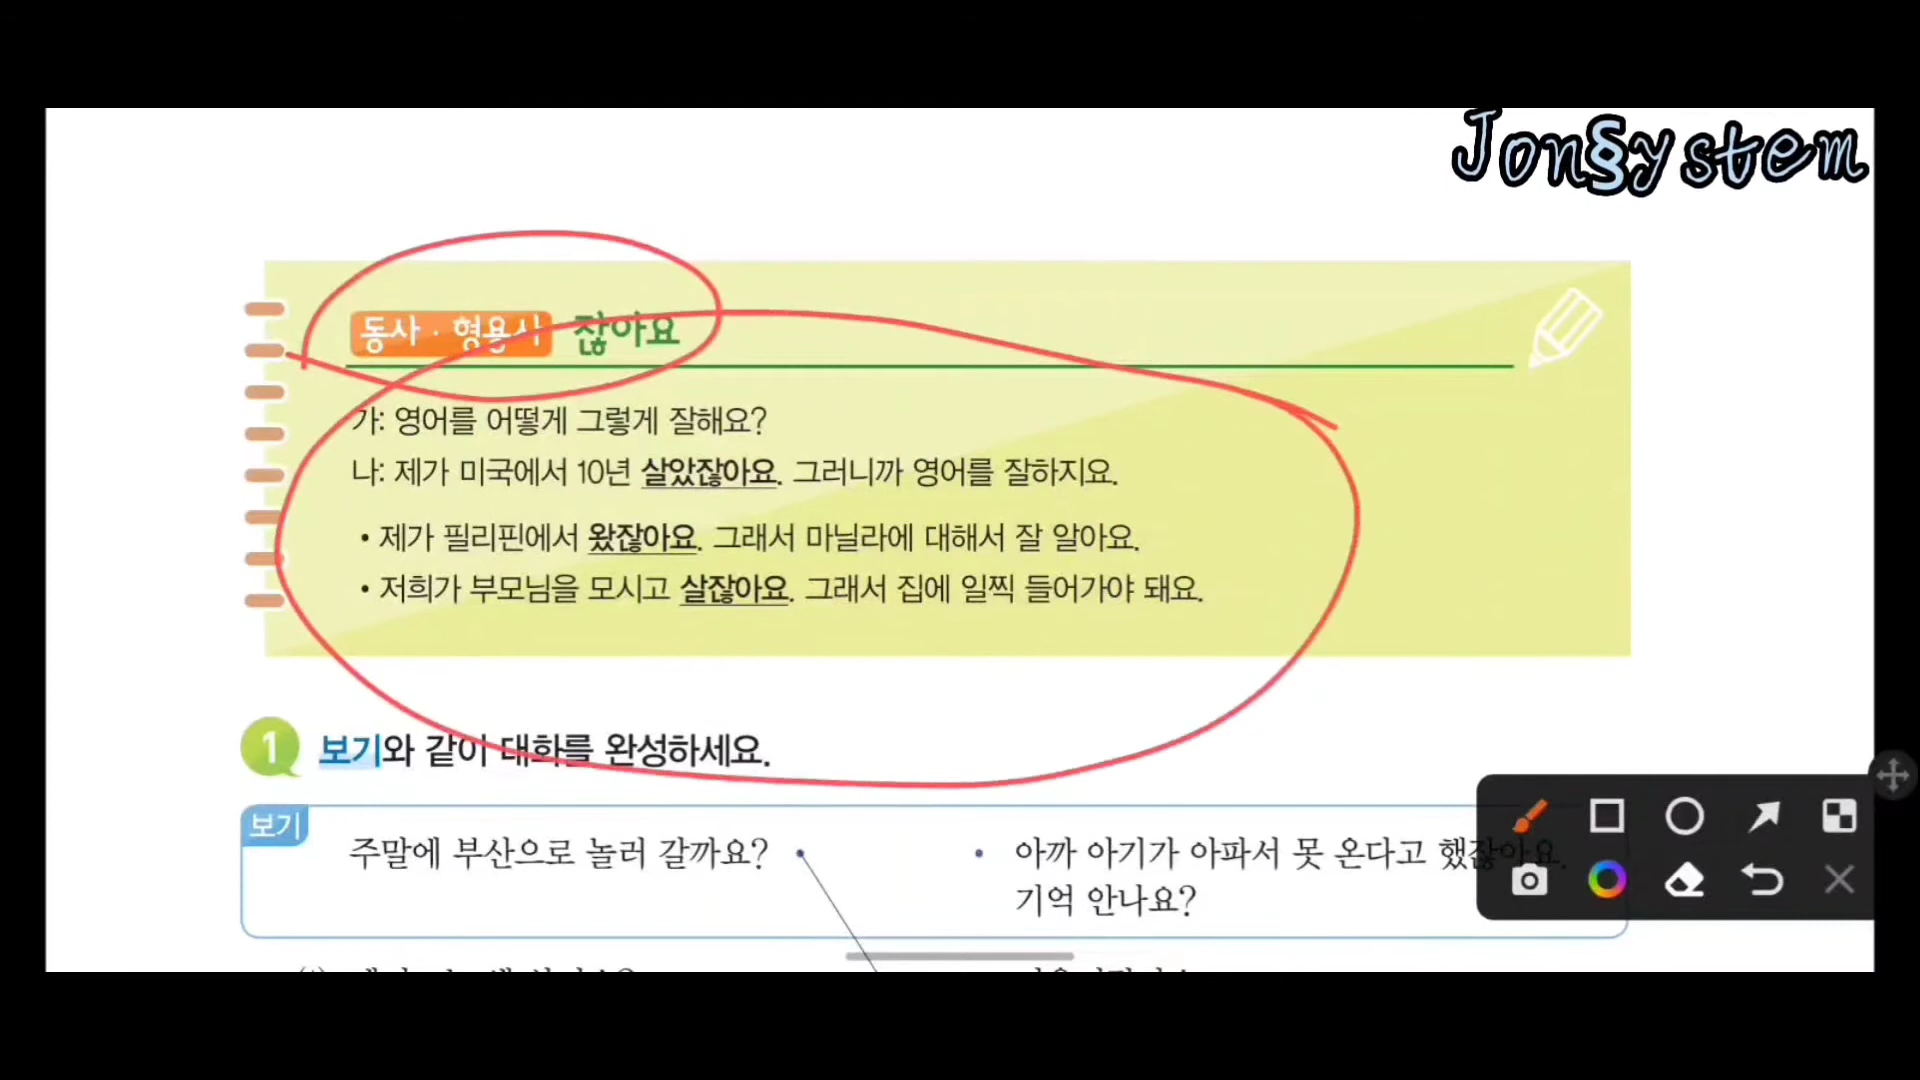 Jon§ystem
동사·형용사 잖아요
가: 영어를 어떻게 그렇게 잘해요?
나: 제가 미국에서 10년 살았잖아요. 그러니까 영어를 잘하지요.
• 제가 필리핀에서 왔잖아요. 그래서 마닐라에 대해서 잘 알아요.
• 저희가 부모님을 모시고 살잖아요. 그래서 집에 일찍 들어가야 돼요.
1 보기와 같이 대화를 완성하세요.
보기
주말에 부산으로 놀러 갈까요? •
• 아까 아기가 아파서 못 온다고 했잖아요.
기억 안나요?